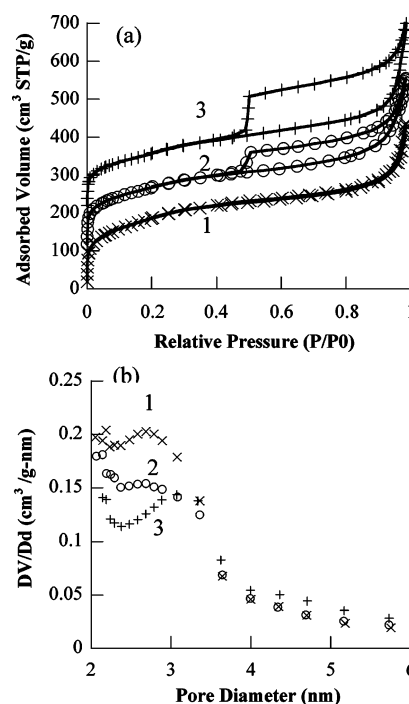 (a)
Adsorbed Volume (cm³ STP/g)
700
600
500
400
300
200
100
0
3
2
1
0 0.2 0.4 0.6 0.8 1
Relative Pressure (P/P0)
(b)
DV/Dd (cm³ /g-nm)
0.25
0.2
0.15
0.1
0.05
0
1
2
3
2 3 4 5 6
Pore Diameter (nm)